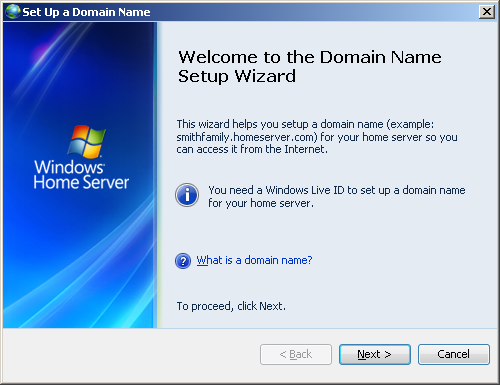 Set Up a Domain Name
Welcome to the Domain Name
Setup Wizard
This wizard helps you setup a domain name (example:
smithfamily.homeserver.com) for your home server so you
can access it from the Internet.
Windows
Home Server
You need a Windows Live ID to set up a domain name
for your home server.
What is a domain name?
To proceed, click Next.
< Back
Next >
Cancel